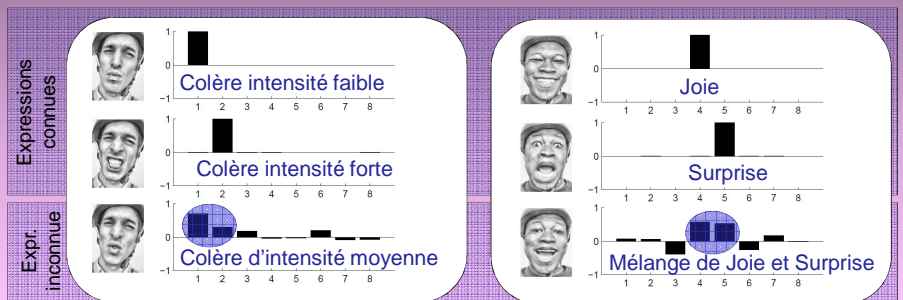 Expressions
connues
Expr.
inconnue
1
0
−1
Colère intensité faible
1 2 3 4 5 6 7 8
1
0
−1
Colère intensité forte
1 2 3 4 5 6 7 8
1
0
−1
Colère d'intensité moyenne
1 2 3 4 5 6 7 8
1
0
−1
Joie
1 2 3 4 5 6 7 8
1
0
−1
Surprise
1 2 3 4 5 6 7 8
1
0
−1
Mélange de Joie et Surprise
1 2 3 4 5 6 7 8